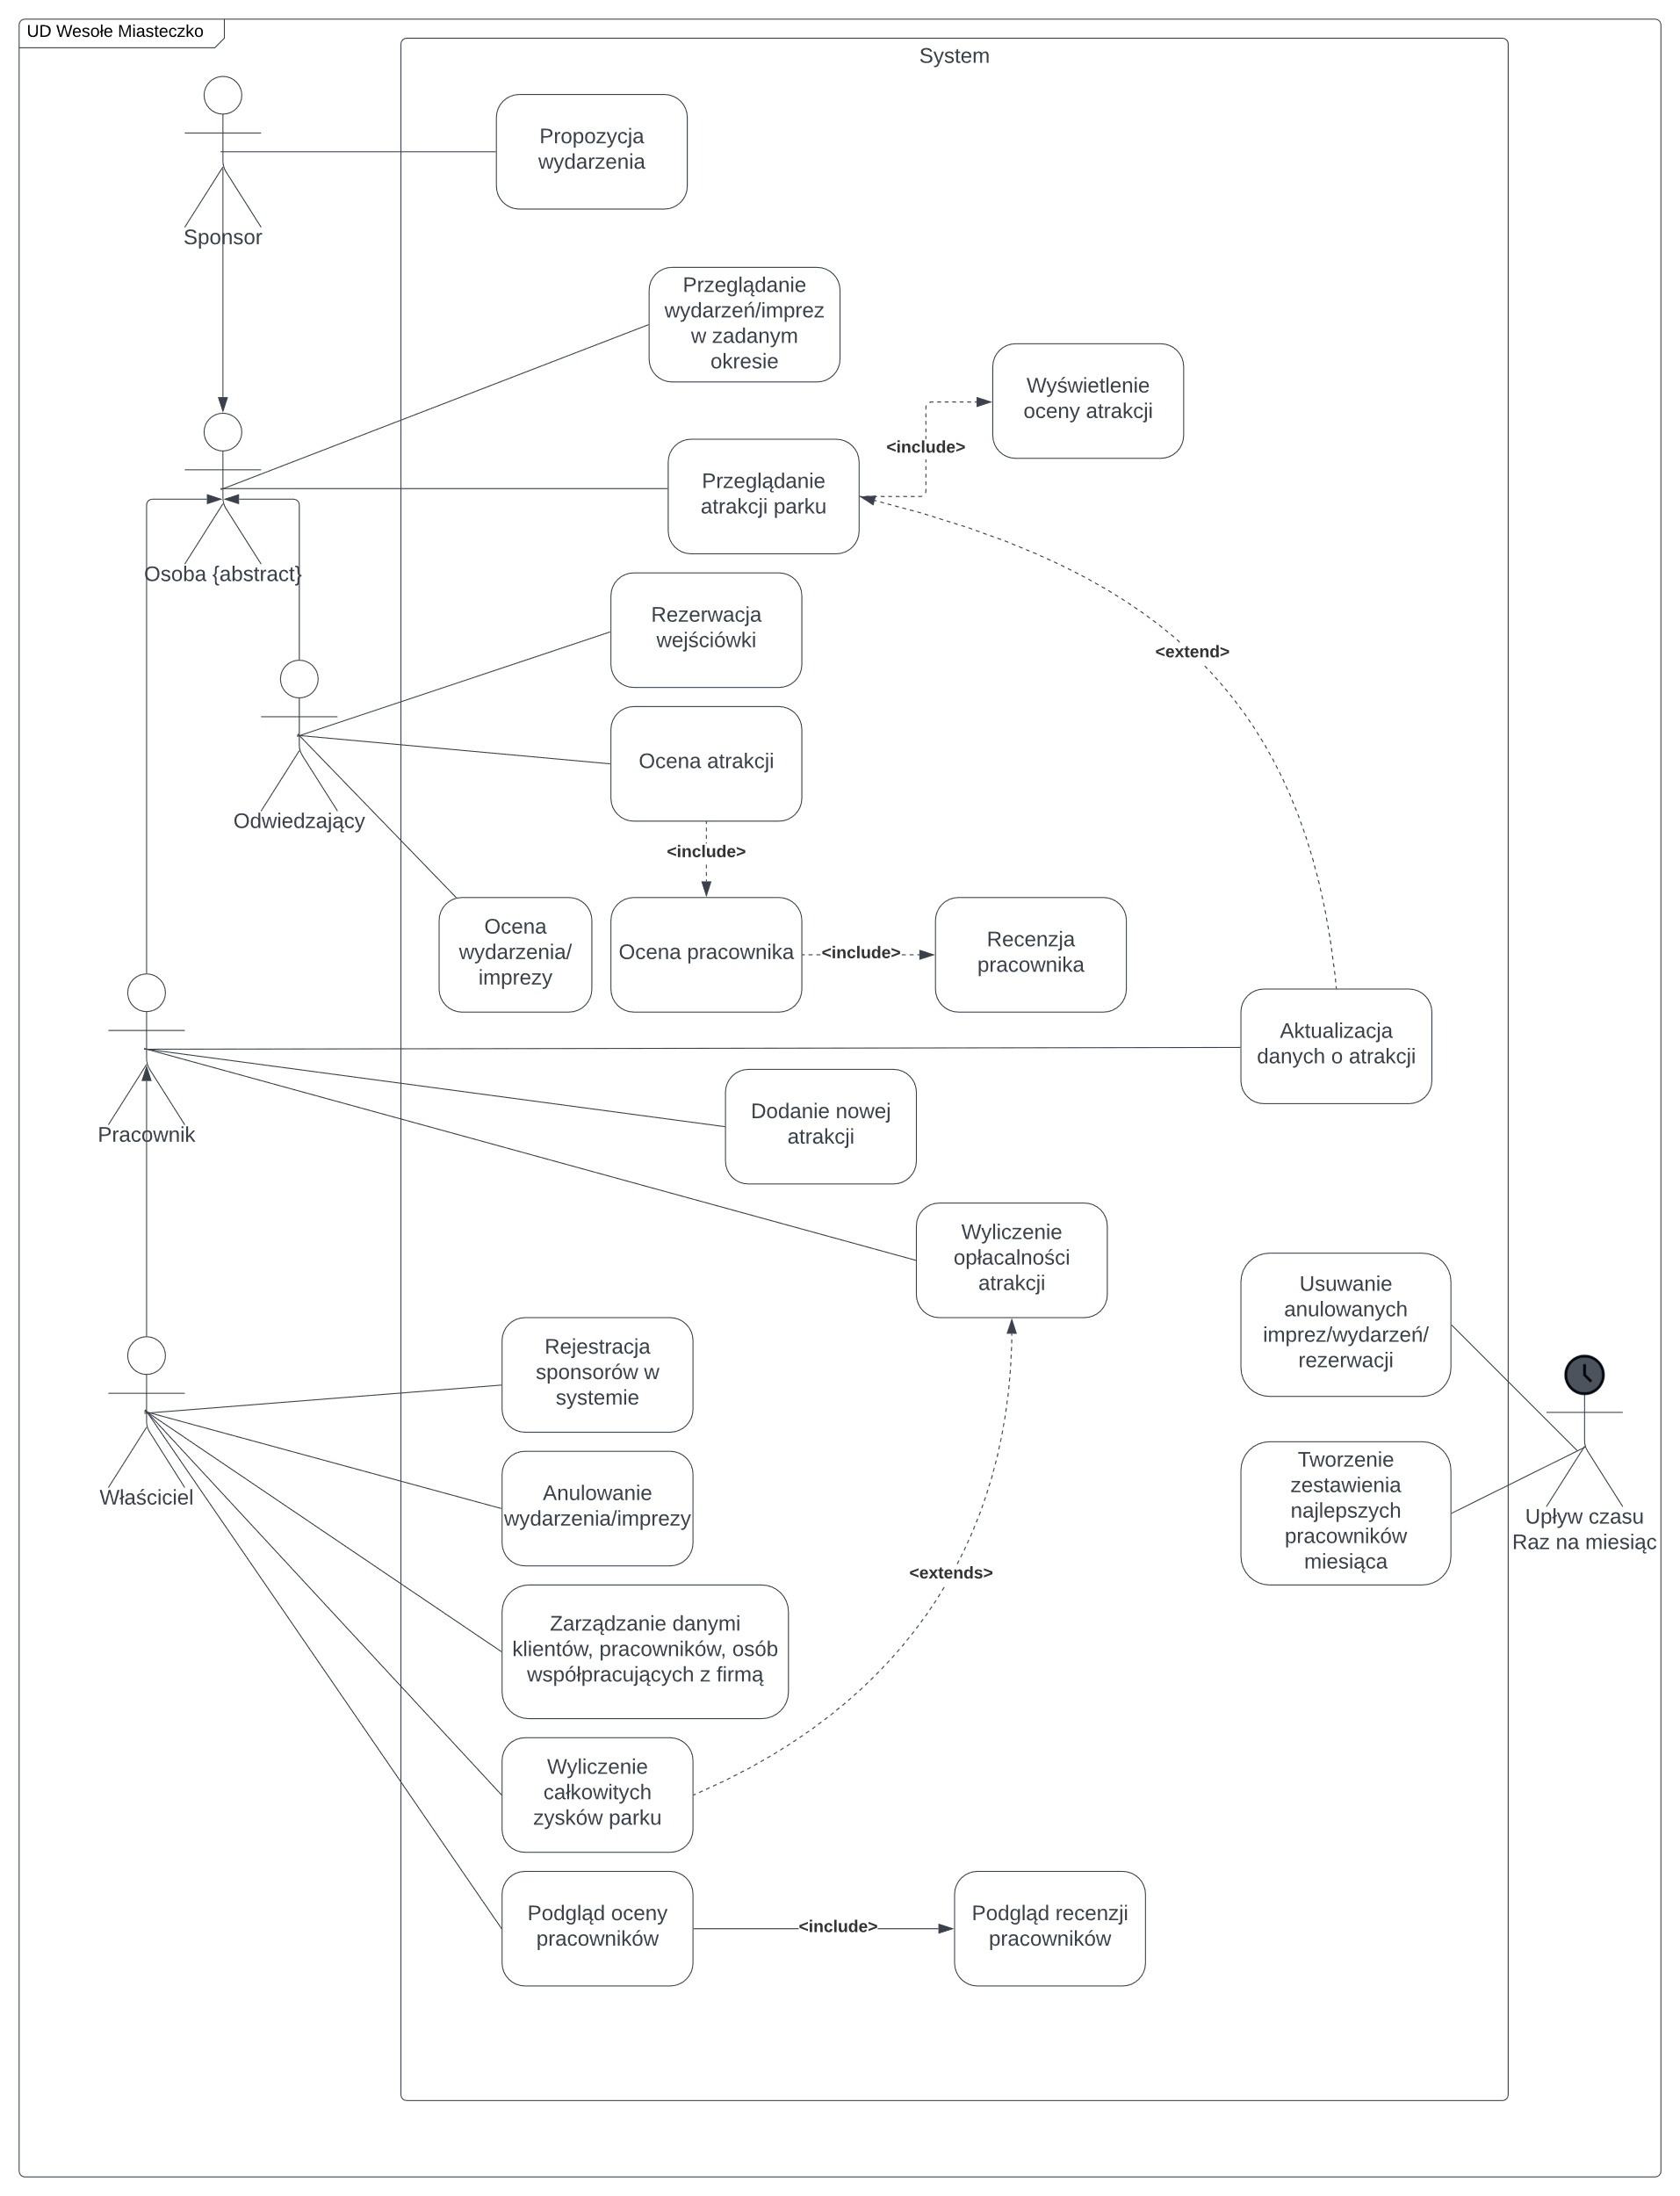 UD Wesołe Miasteczko
System
Propozycja
wydarzenia
Sponsor
Przeglądanie
wydarzeń/imprez
w zadanym
okresie
Wyświetlenie
oceny atrakcji
<include>
Przeglądanie
atrakcji parku
Osoba {abstract}
Rezerwacja
wejściówki
<extend>
Ocena atrakcji
Odwiedzający
<include>
Ocena
wydarzenia/
imprezy
Ocena pracownika
<include>
Recenzja
pracownika
Aktualizacja
danych o atrakcji
Dodanie nowej
atrakcji
Pracownik
Wyliczenie
opłacalności
atrakcji
Usuwanie
anulowanych
imprez/wydarzeń/
rezerwacji
Rejestracja
sponsorów w
systemie
Właściciel
Anulowanie
wydarzenia/imprezy
Tworzenie
zestawienia
najlepszych
pracowników
miesiąca
Upływ czasu
Raz na miesiąc
<extends>
Zarządzanie danymi
klientów, pracowników, osób
współpracujących z firmą
Wyliczenie
całkowitych
zysków parku
Podgląd oceny
pracowników
<include>
Podgląd recenzji
pracowników